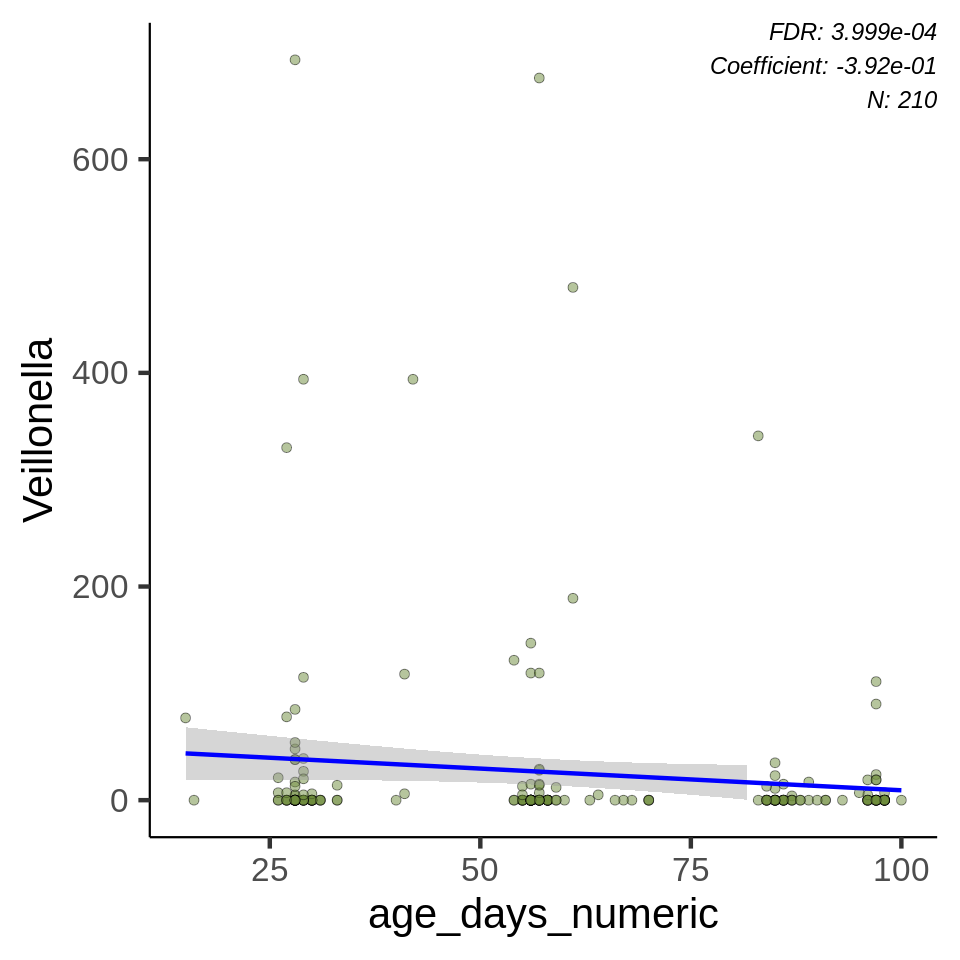 FDR: 3.999e-04
Coefficient: -3.92e-01
N: 210
600
400
200
0
Veillonella
25 50 75 100
age_days_numeric